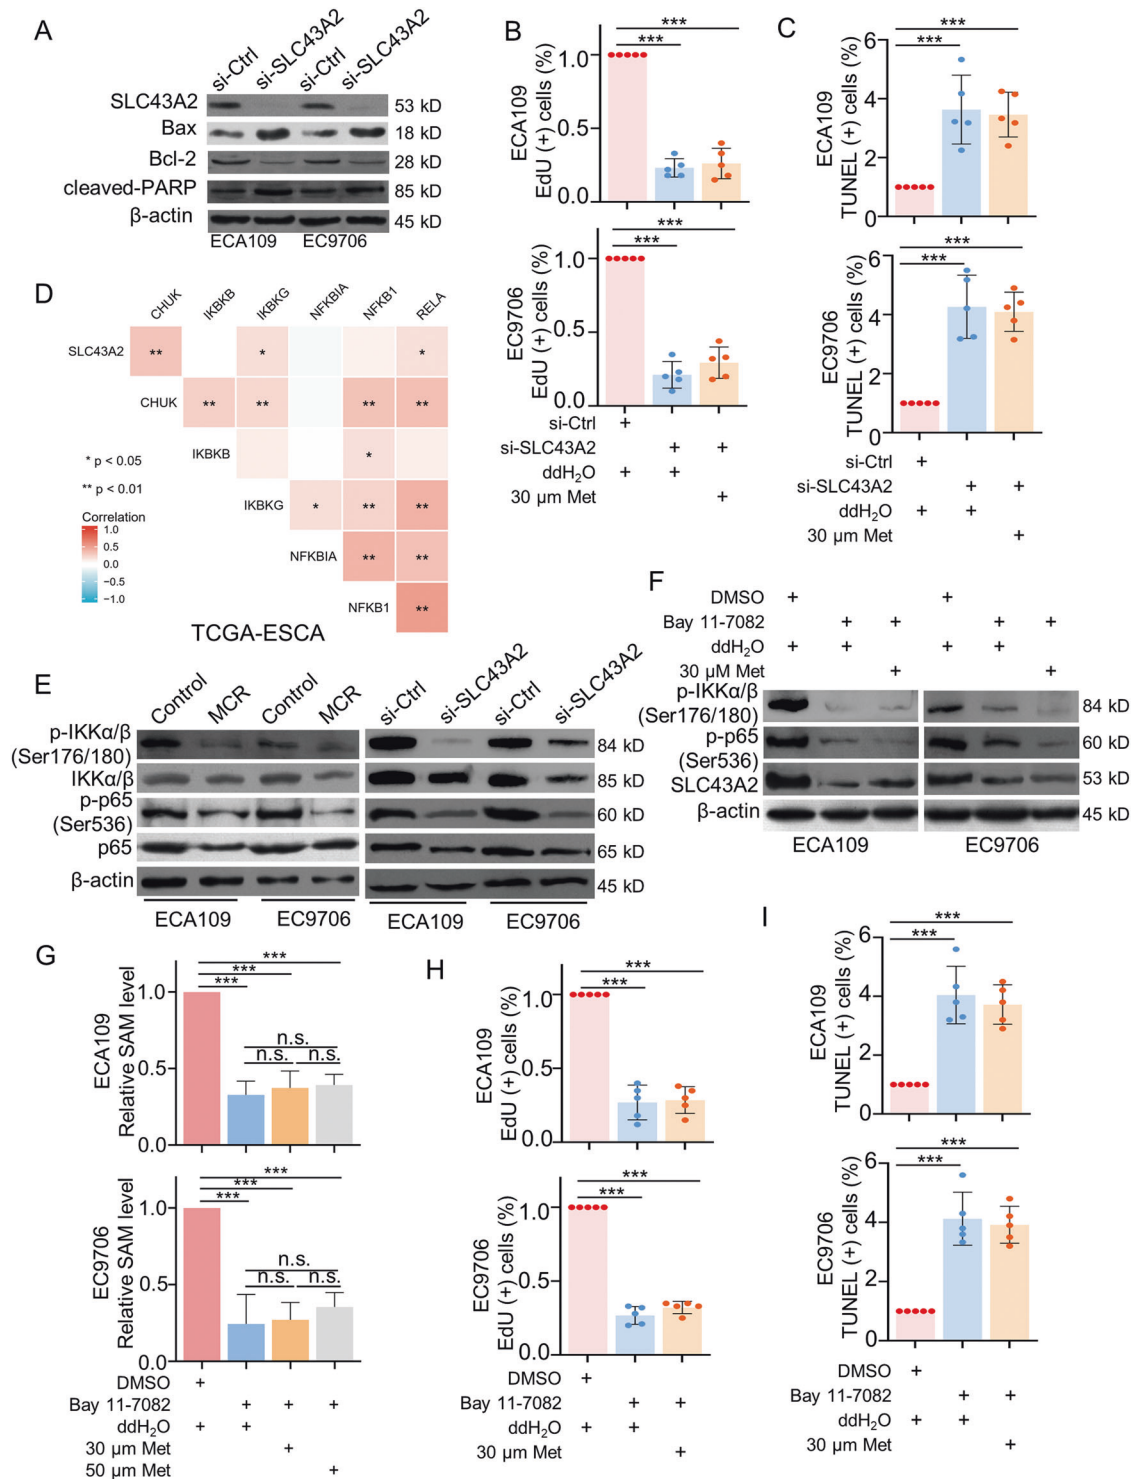 A
si-Ctrl si-SLC43A2 si-Ctrl si-SLC43A2
SLC43A2 53 kD
Bax 18 kD
Bcl-2 28 kD
cleaved-PARP 85 kD
β-actin 45 kD
ECA109 EC9706
B
ECA109
EdU (+) cells (%)
1.0
0.5
0.0
***
***
EC9706
EdU (+) cells (%)
1.0
0.5
0.0
***
***
si-Ctrl +
si-SLC43A2 + +
ddH2O + +
30 µm Met +
C
ECA109
TUNEL (+) cells (%)
6
4
2
0
***
***
EC9706
TUNEL (+) cells (%)
6
4
2
0
***
***
si-Ctrl +
si-SLC43A2 + +
ddH2O + +
30 µm Met +
D
CHUK IKBKB IKBKG NFKBIA NFKB1 RELA
SLC43A2 ** * *
CHUK ** ** ** **
IKBKB *
IKBKG * ** **
NFKBIA ** **
NFKB1 **
* p < 0.05
** p < 0.01
Correlation
1.0
0.5
0.0
−0.5
−1.0
TCGA-ESCA
E
Control MCR Control MCR si-Ctrl si-SLC43A2 si-Ctrl si-SLC43A2
p-IKKα/β
(Ser176/180) 84 kD
IKKα/β 85 kD
p-p65
(Ser536) 60 kD
p65 65 kD
β-actin 45 kD
ECA109 EC9706 ECA109 EC9706
F
DMSO + +
Bay 11-7082 + + + +
ddH2O + + + +
30 µM Met + +
p-IKKα/β
(Ser176/180) 84 kD
p-p65
(Ser536) 60 kD
SLC43A2 53 kD
β-actin 45 kD
ECA109 EC9706
G
ECA109
Relative SAM level
1.0
0.5
0.0
***
***
***
n.s.
n.s. n.s.
EC9706
Relative SAM level
1.0
0.5
0.0
***
***
***
n.s.
n.s. n.s.
DMSO +
Bay 11-7082 + + +
ddH2O + +
30 µm Met +
50 µm Met +
H
ECA109
EdU (+) cells (%)
1.0
0.5
0.0
***
***
EC9706
EdU (+) cells (%)
1.0
0.5
0.0
***
***
DMSO +
Bay 11-7082 + +
ddH2O + +
30 µm Met +
I
ECA109
TUNEL (+) cells (%)
6
4
2
0
***
***
EC9706
TUNEL (+) cells (%)
6
4
2
0
***
***
DMSO +
Bay 11-7082 + +
ddH2O + +
30 µm Met +